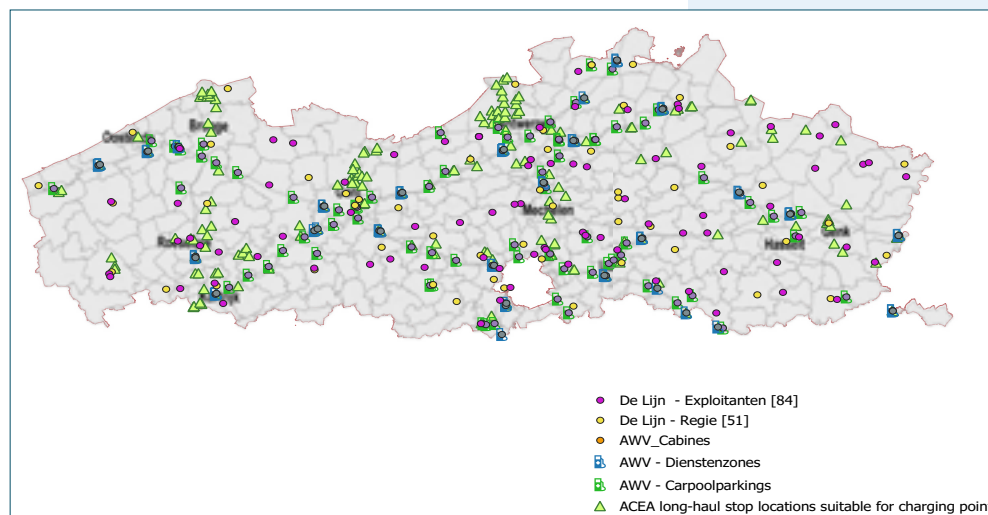 Mechelen
Hasselt
Genk
De Lijn - Exploitanten [84]
De Lijn - Regie [51]
AWV_Cabines
AWV - Dienstenzones
AWV - Carpoolparkings
ACEA long-haul stop locations suitable for charging poin